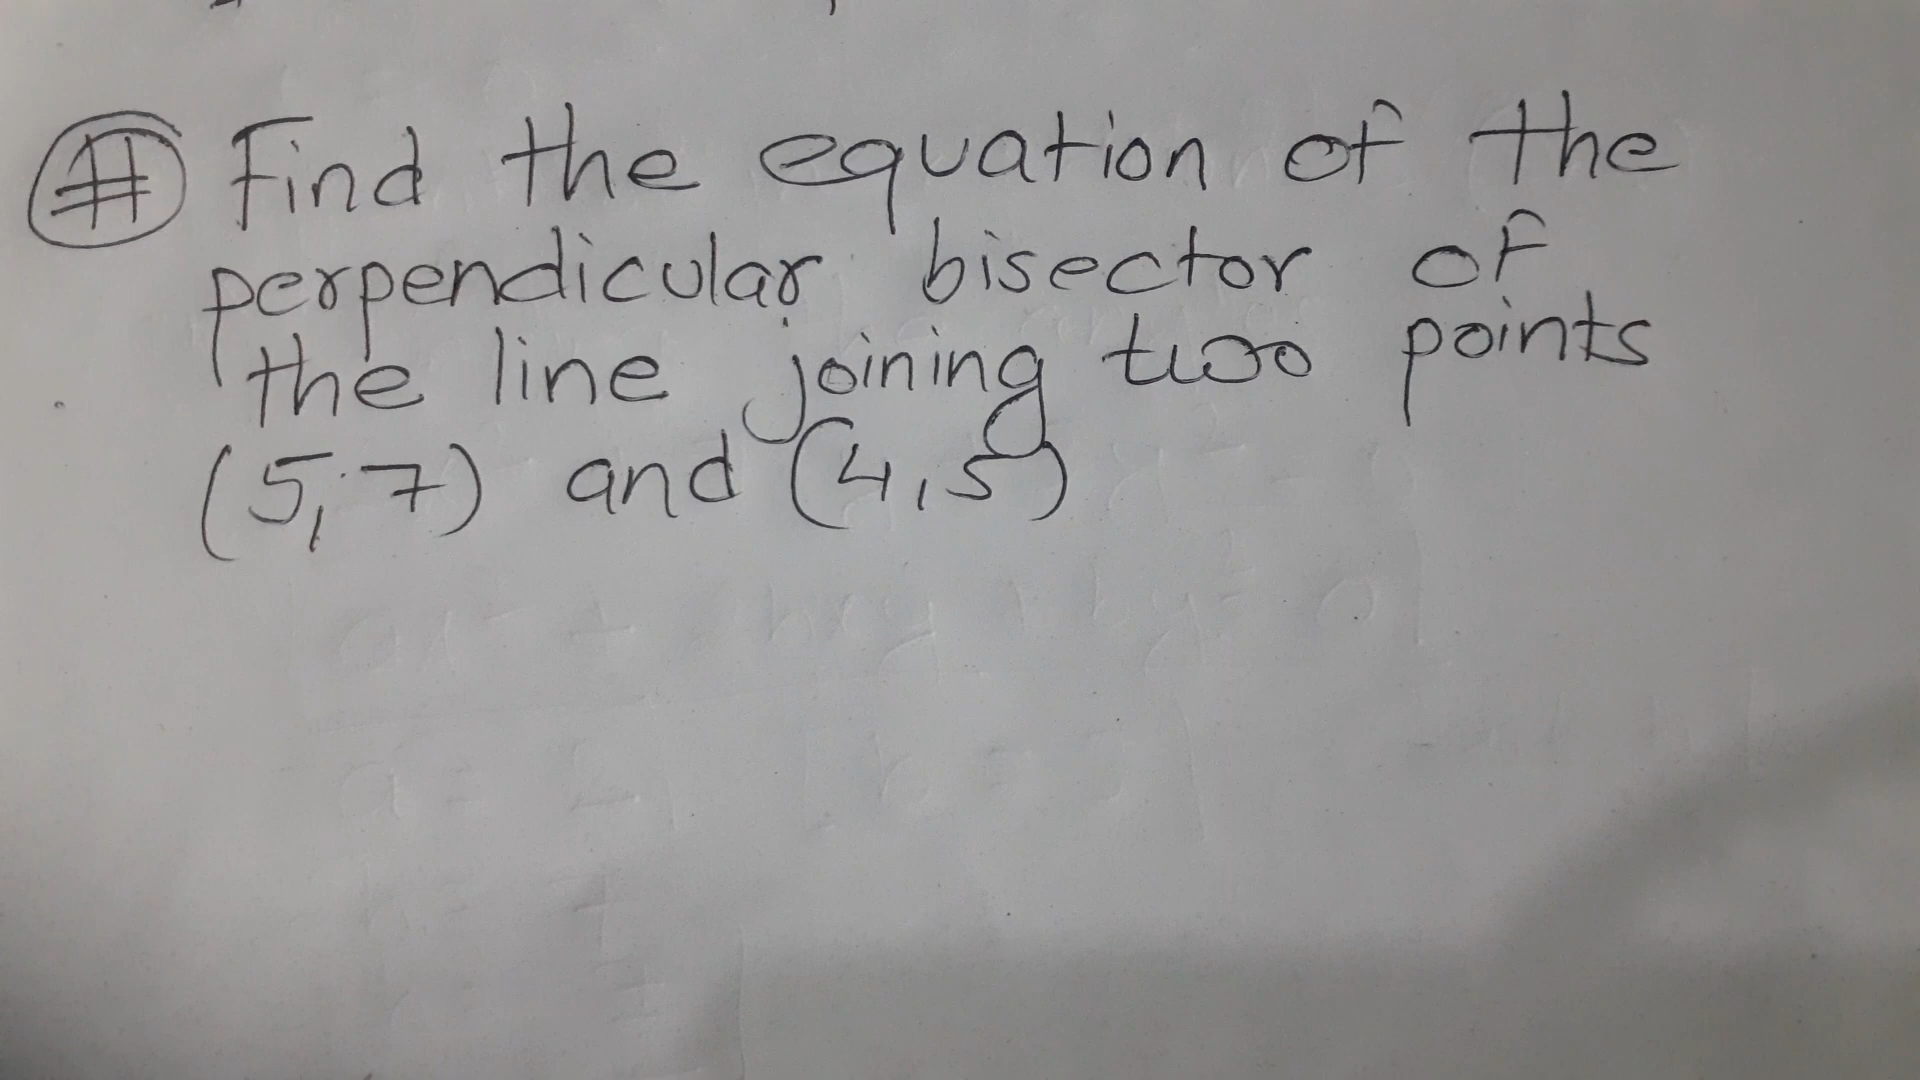 # Find the equation of the
perpendicular bisector of
the line joining two points
(5, 7) and (4, 5)